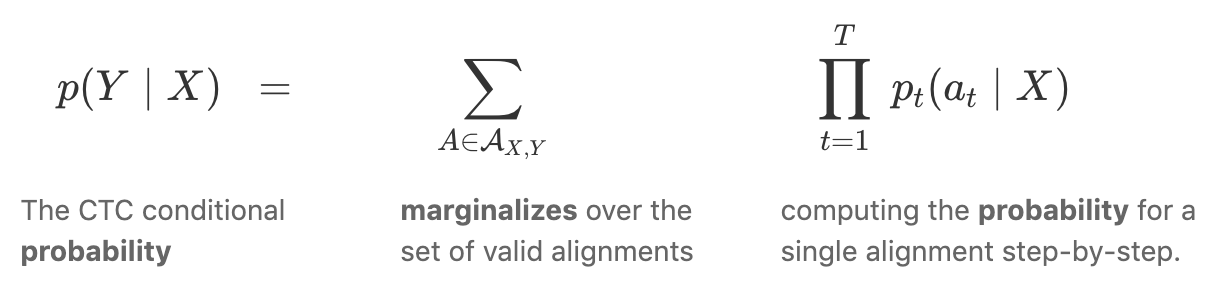 p(Y | X) = ∑_{A∈𝒜_{X,Y}} ∏_{t=1}^{T} p_t(a_t | X)
The CTC conditional
probability
marginalizes over the
set of valid alignments
computing the probability for a
single alignment step-by-step.